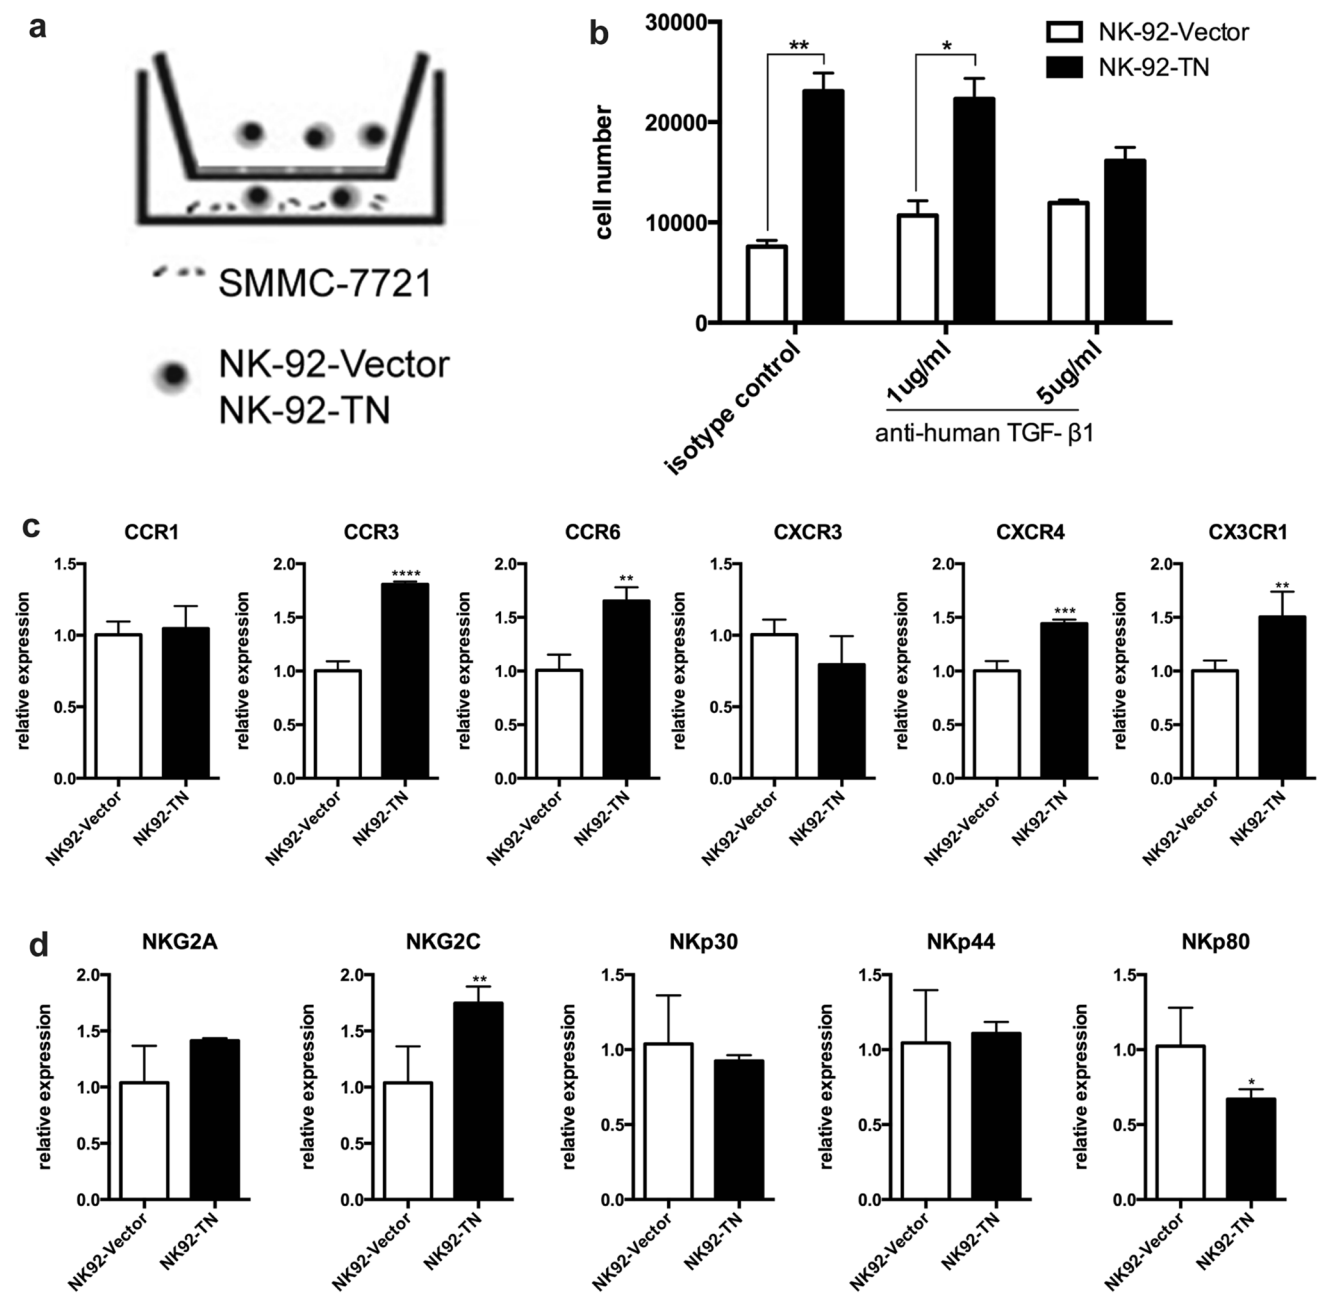 a
SMMC-7721
NK-92-Vector
NK-92-TN
b
NK-92-Vector
NK-92-TN
cell number
30000
20000
10000
0
**
*
isotype control
1ug/ml
5ug/ml
anti-human TGF- β1
c
CCR1
relative expression
1.5
1.0
0.5
0.0
NK92-Vector
NK92-TN
CCR3
relative expression
2.0
1.5
1.0
0.5
0.0
****
NK92-Vector
NK92-TN
CCR6
relative expression
2.0
1.5
1.0
0.5
0.0
**
NK92-Vector
NK92-TN
CXCR3
relative expression
1.5
1.0
0.5
0.0
NK92-Vector
NK92-TN
CXCR4
relative expression
2.0
1.5
1.0
0.5
0.0
***
NK92-Vector
NK92-TN
CX3CR1
relative expression
2.0
1.5
1.0
0.5
0.0
**
NK92-Vector
NK92-TN
d
NKG2A
relative expression
2.0
1.5
1.0
0.5
0.0
NK92-Vector
NK92-TN
NKG2C
relative expression
2.0
1.5
1.0
0.5
0.0
**
NK92-Vector
NK92-TN
NKp30
relative expression
1.5
1.0
0.5
0.0
NK92-Vector
NK92-TN
NKp44
relative expression
1.5
1.0
0.5
0.0
NK92-Vector
NK92-TN
NKp80
relative expression
1.5
1.0
0.5
0.0
*
NK92-Vector
NK92-TN